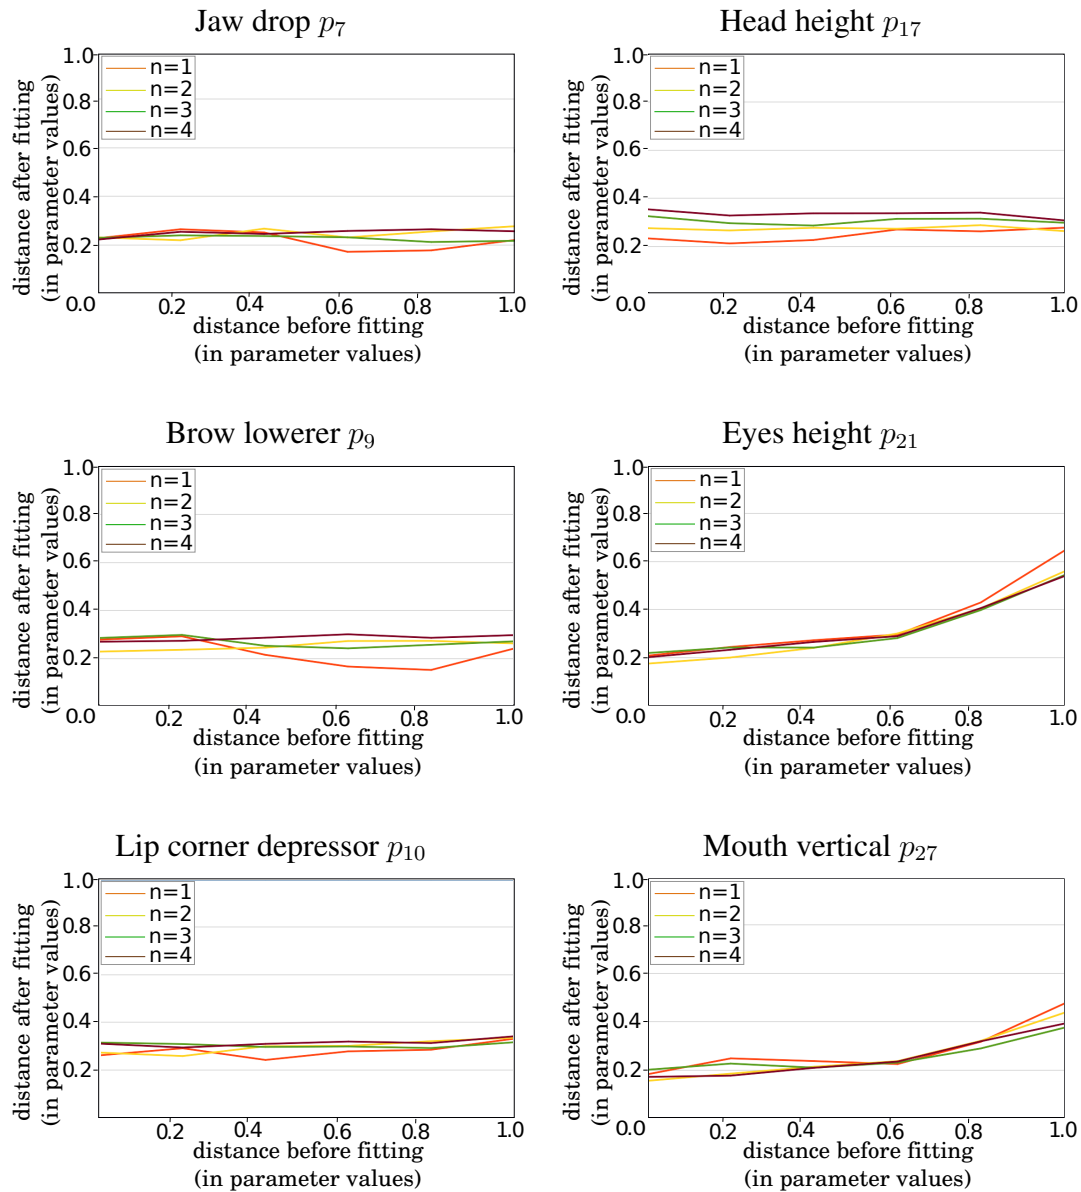 Jaw drop p7
distance after fitting
(in parameter values)
1.0
0.8
0.6
0.4
0.2
n=1
n=2
n=3
n=4
0.0 0.2 0.4 0.6 0.8 1.0
distance before fitting
(in parameter values)
Head height p17
distance after fitting
(in parameter values)
1.0
0.8
0.6
0.4
0.2
n=1
n=2
n=3
n=4
0.0 0.2 0.4 0.6 0.8 1.0
distance before fitting
(in parameter values)
Brow lowerer p9
distance after fitting
(in parameter values)
1.0
0.8
0.6
0.4
0.2
n=1
n=2
n=3
n=4
0.0 0.2 0.4 0.6 0.8 1.0
distance before fitting
(in parameter values)
Eyes height p21
distance after fitting
(in parameter values)
1.0
0.8
0.6
0.4
0.2
n=1
n=2
n=3
n=4
0.0 0.2 0.4 0.6 0.8 1.0
distance before fitting
(in parameter values)
Lip corner depressor p10
distance after fitting
(in parameter values)
1.0
0.8
0.6
0.4
0.2
n=1
n=2
n=3
n=4
0.2 0.4 0.6 0.8 1.0
distance before fitting
(in parameter values)
Mouth vertical p27
distance after fitting
(in parameter values)
1.0
0.8
0.6
0.4
0.2
n=1
n=2
n=3
n=4
0.0 0.2 0.4 0.6 0.8 1.0
distance before fitting
(in parameter values)